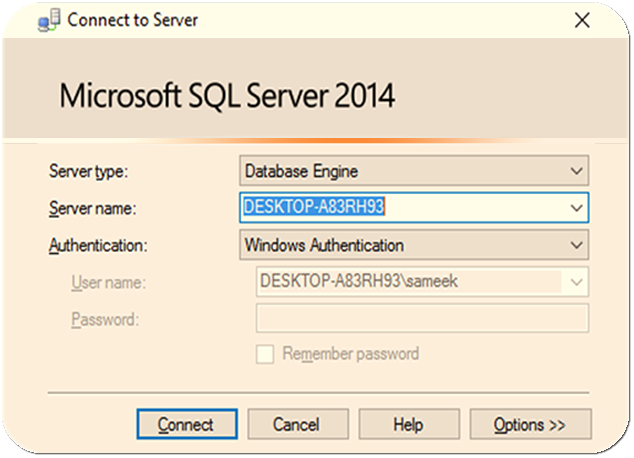 Connect to Server
Microsoft SQL Server 2014
Server type: Database Engine
Server name: DESKTOP-A83RH93
Authentication: Windows Authentication
User name: DESKTOP-A83RH93\sameek
Password:
Remember password
Connect Cancel Help Options >>